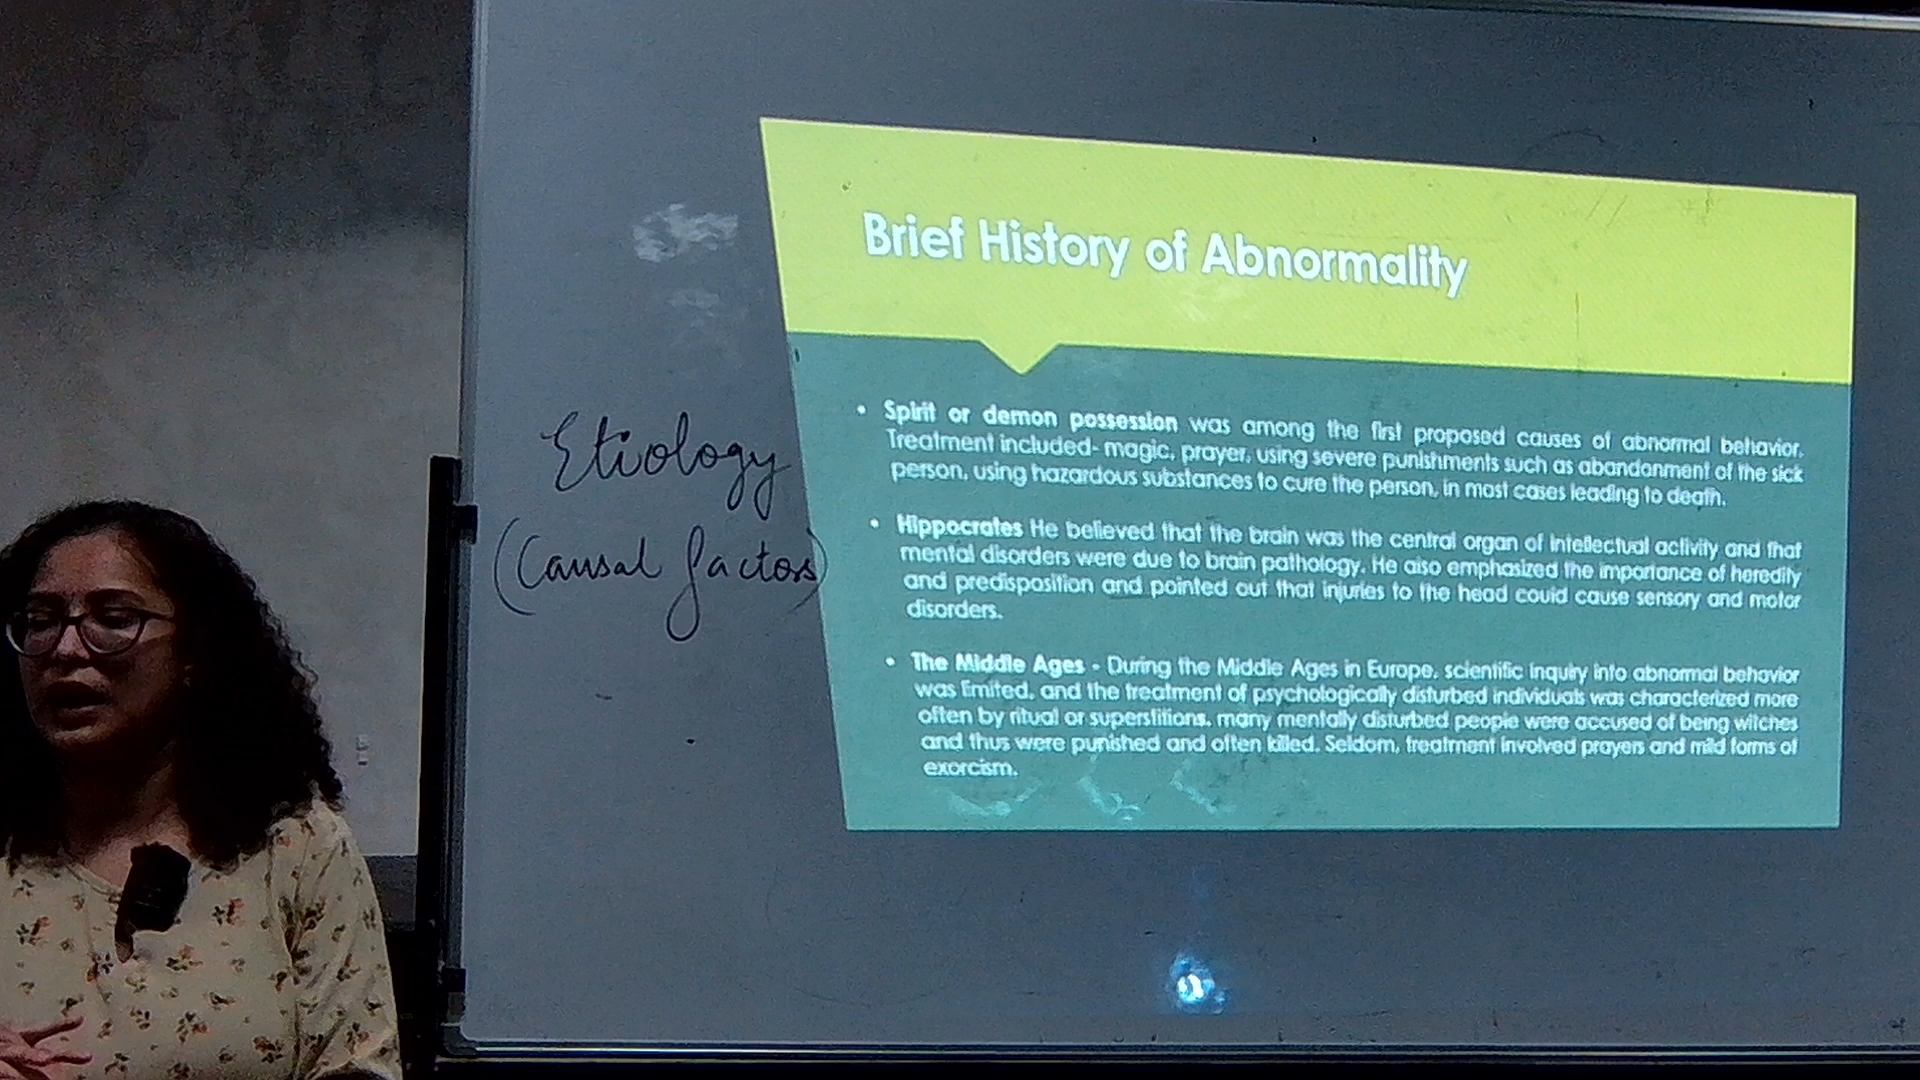 Brief History of Abnormality
Etiology
(Causal factors)
• Spirit or demon possession was among the first proposed causes of abnormal behavior.
Treatment included- magic, prayer, using severe punishments such as abandonment of the sick
person, using hazardous substances to cure the person, in most cases leading to death.
• Hippocrates He believed that the brain was the central organ of intellectual activity and that
mental disorders were due to brain pathology. He also emphasized the importance of heredity
and predisposition and pointed out that injuries to the head could cause sensory and motor
disorders.
• The Middle Ages - During the Middle Ages in Europe, scientific inquiry into abnormal behavior
was limited, and the treatment of psychologically disturbed individuals was characterized more
often by ritual or superstitions. many mentally disturbed people were accused of being witches
and thus were punished and often killed. Seldom, treatment involved prayers and mild forms of
exorcism.